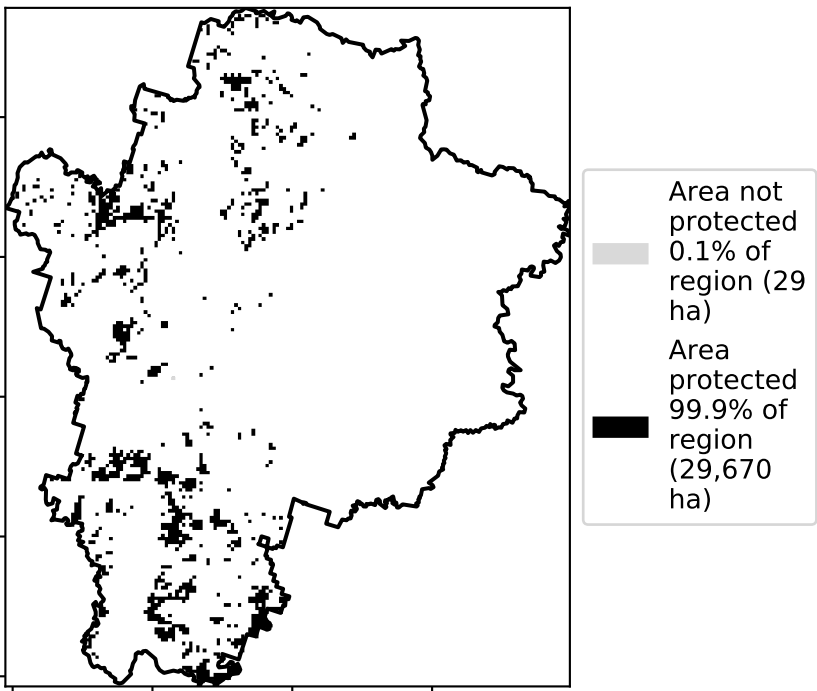 Area not
protected
0.1% of
region (29
ha)
Area
protected
99.9% of
region
(29,670
ha)